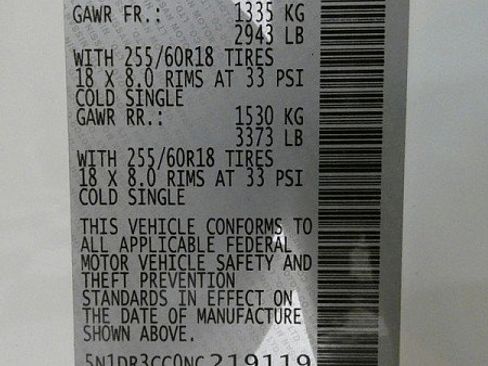 GAWR FR.: 1335 KG
2943 LB
WITH 255/60R18 TIRES
18 X 8.0 RIMS AT 33 PSI
COLD SINGLE
GAWR RR.: 1530 KG
3373 LB
WITH 255/60R18 TIRES
18 X 8.0 RIMS AT 33 PSI
COLD SINGLE
THIS VEHICLE CONFORMS TO
ALL APPLICABLE FEDERAL
MOTOR VEHICLE SAFETY AND
THEFT PREVENTION
STANDARDS IN EFFECT ON
THE DATE OF MANUFACTURE
SHOWN ABOVE.
5N1DR3CC0NC219119